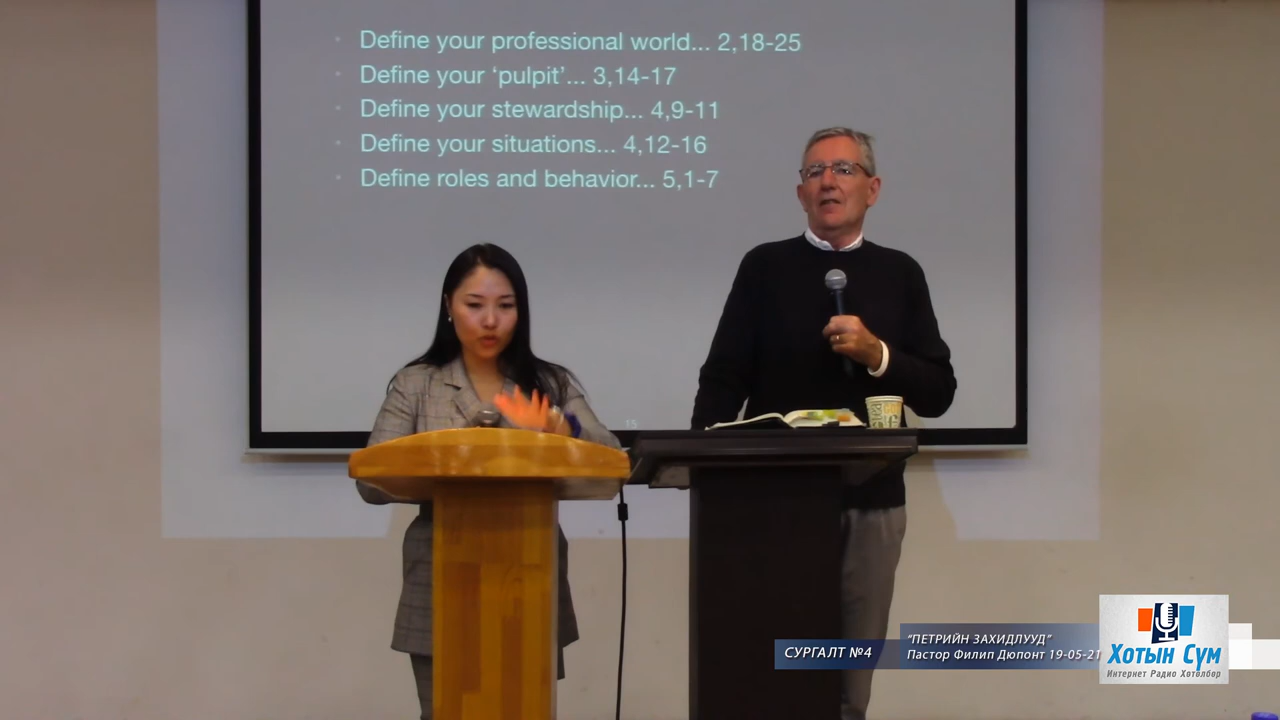 Define your professional world... 2,18-25
Define your 'pulpit'... 3,14-17
Define your stewardship... 4,9-11
Define your situations... 4,12-16
Define roles and behavior... 5,1-7
15
СУРГАЛТ №4
"ПЕТРИЙН ЗАХИДЛУУД"
Пастор Филип Дюпонт 19-05-21
Хотын Сүм
Интернет Радио Хөтөлбөр